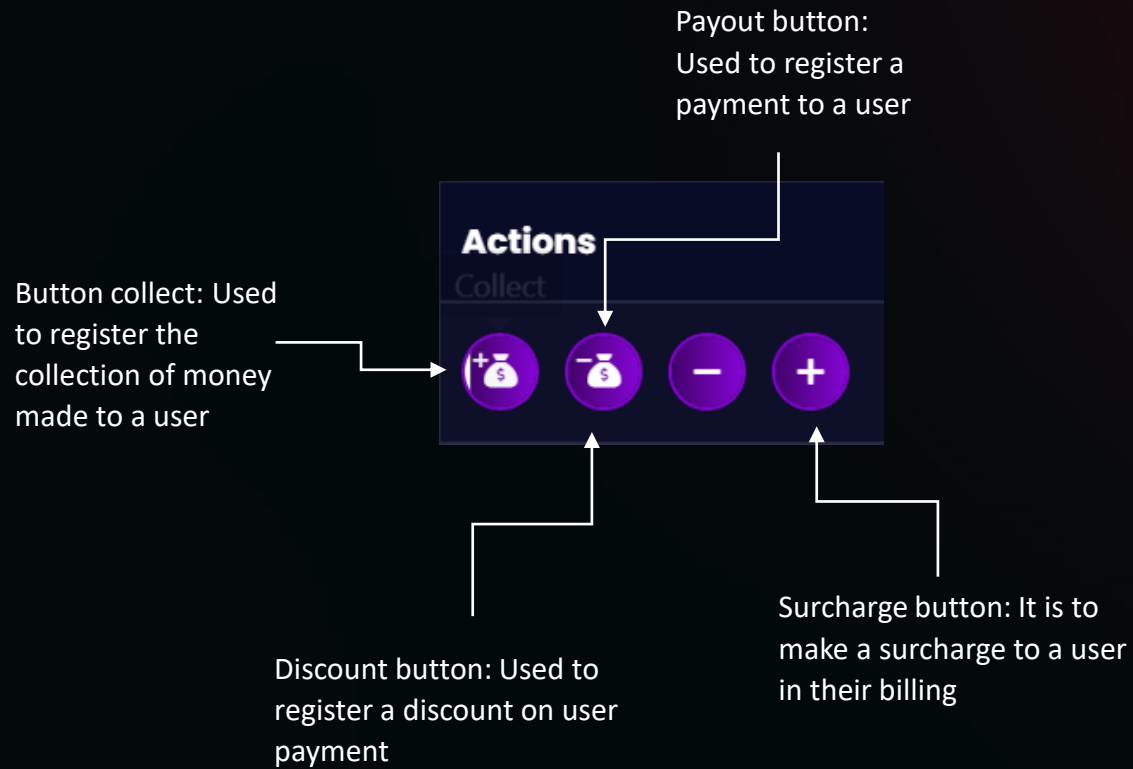 Payout button:
Used to register a
payment to a user
Actions
Collect
Button collect: Used
to register the
collection of money
made to a user
+
$
-
$
-
+
Surcharge button: It is to
make a surcharge to a user
in their billing
Discount button: Used to
register a discount on user
payment